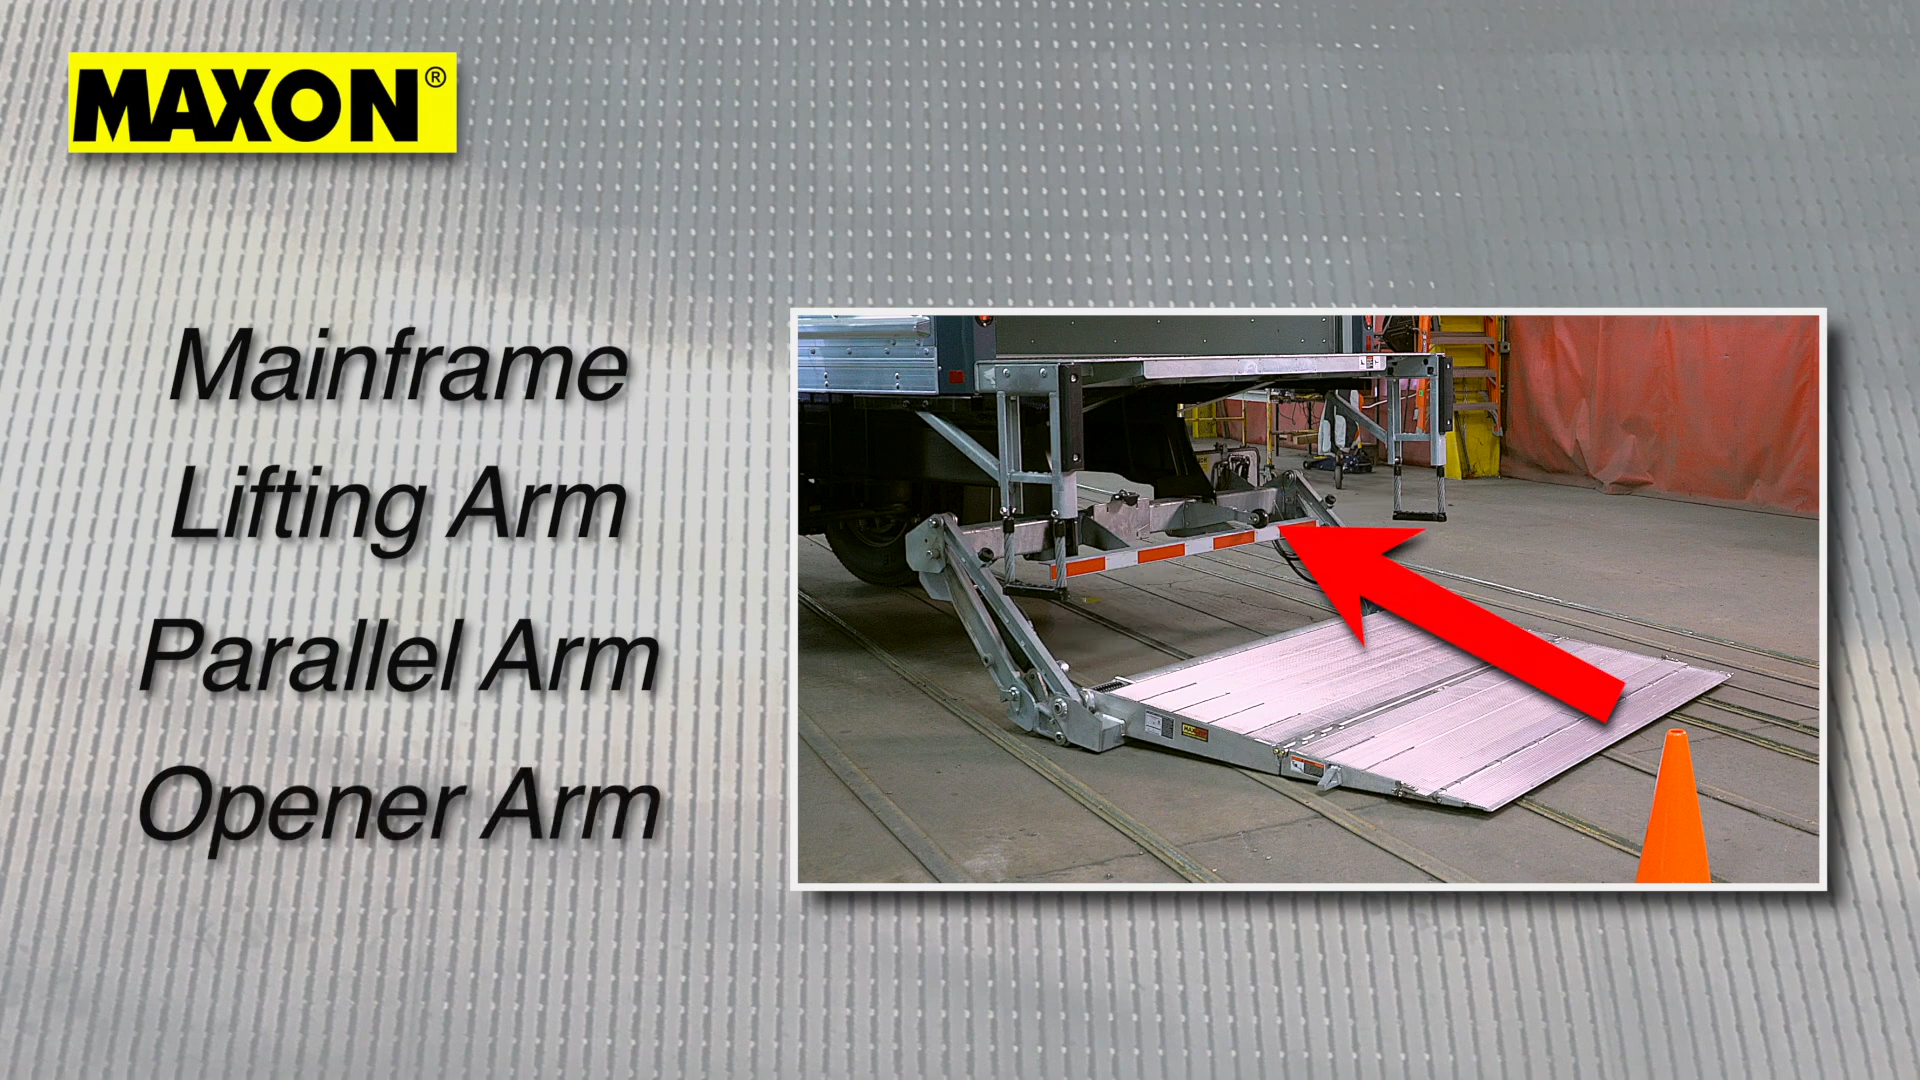 MAXON®
Mainframe
Lifting Arm
Parallel Arm
Opener Arm